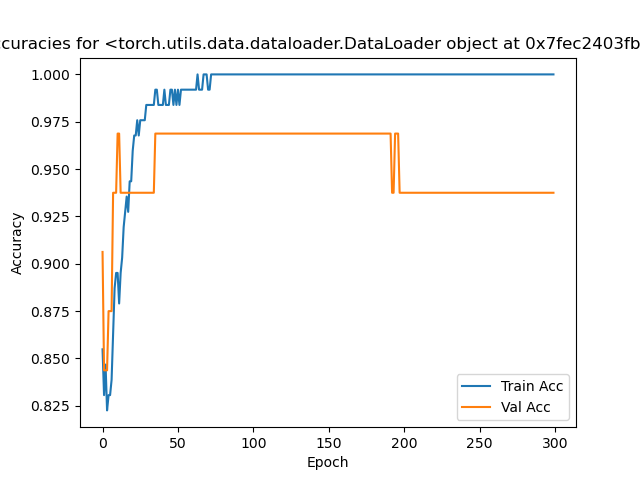 curacies for <torch.utils.data.dataloader.DataLoader object at 0x7fec2403fb
1.000
0.975
0.950
0.925
0.900
0.875
0.850
0.825
Accuracy
Train Acc
Val Acc
0 50 100 150 200 250 300
Epoch